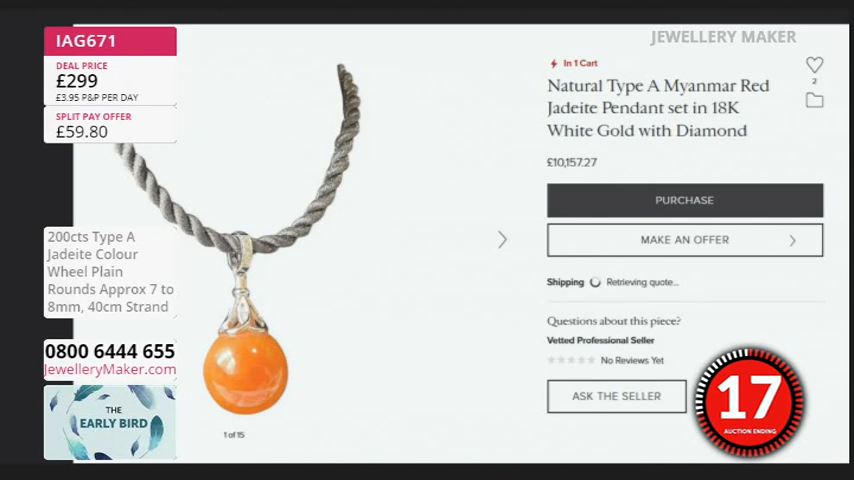 IAG671
DEAL PRICE
£299
£3.95 P&P PER DAY
SPLIT PAY OFFER
£59.80
200cts Type A
Jadeite Colour
Wheel Plain
Rounds Approx 7 to
8mm, 40cm Strand
0800 6444 655
JewelleryMaker.com
THE
EARLY BIRD
1 of 15
JEWELLERY MAKER
In 1 Cart
2
Natural Type A Myanmar Red
Jadeite Pendant set in 18K
White Gold with Diamond
£10,157.27
PURCHASE
MAKE AN OFFER
Shipping Retrieving quote...
Questions about this piece?
Vetted Professional Seller
No Reviews Yet
ASK THE SELLER
17
AUCTION ENDING